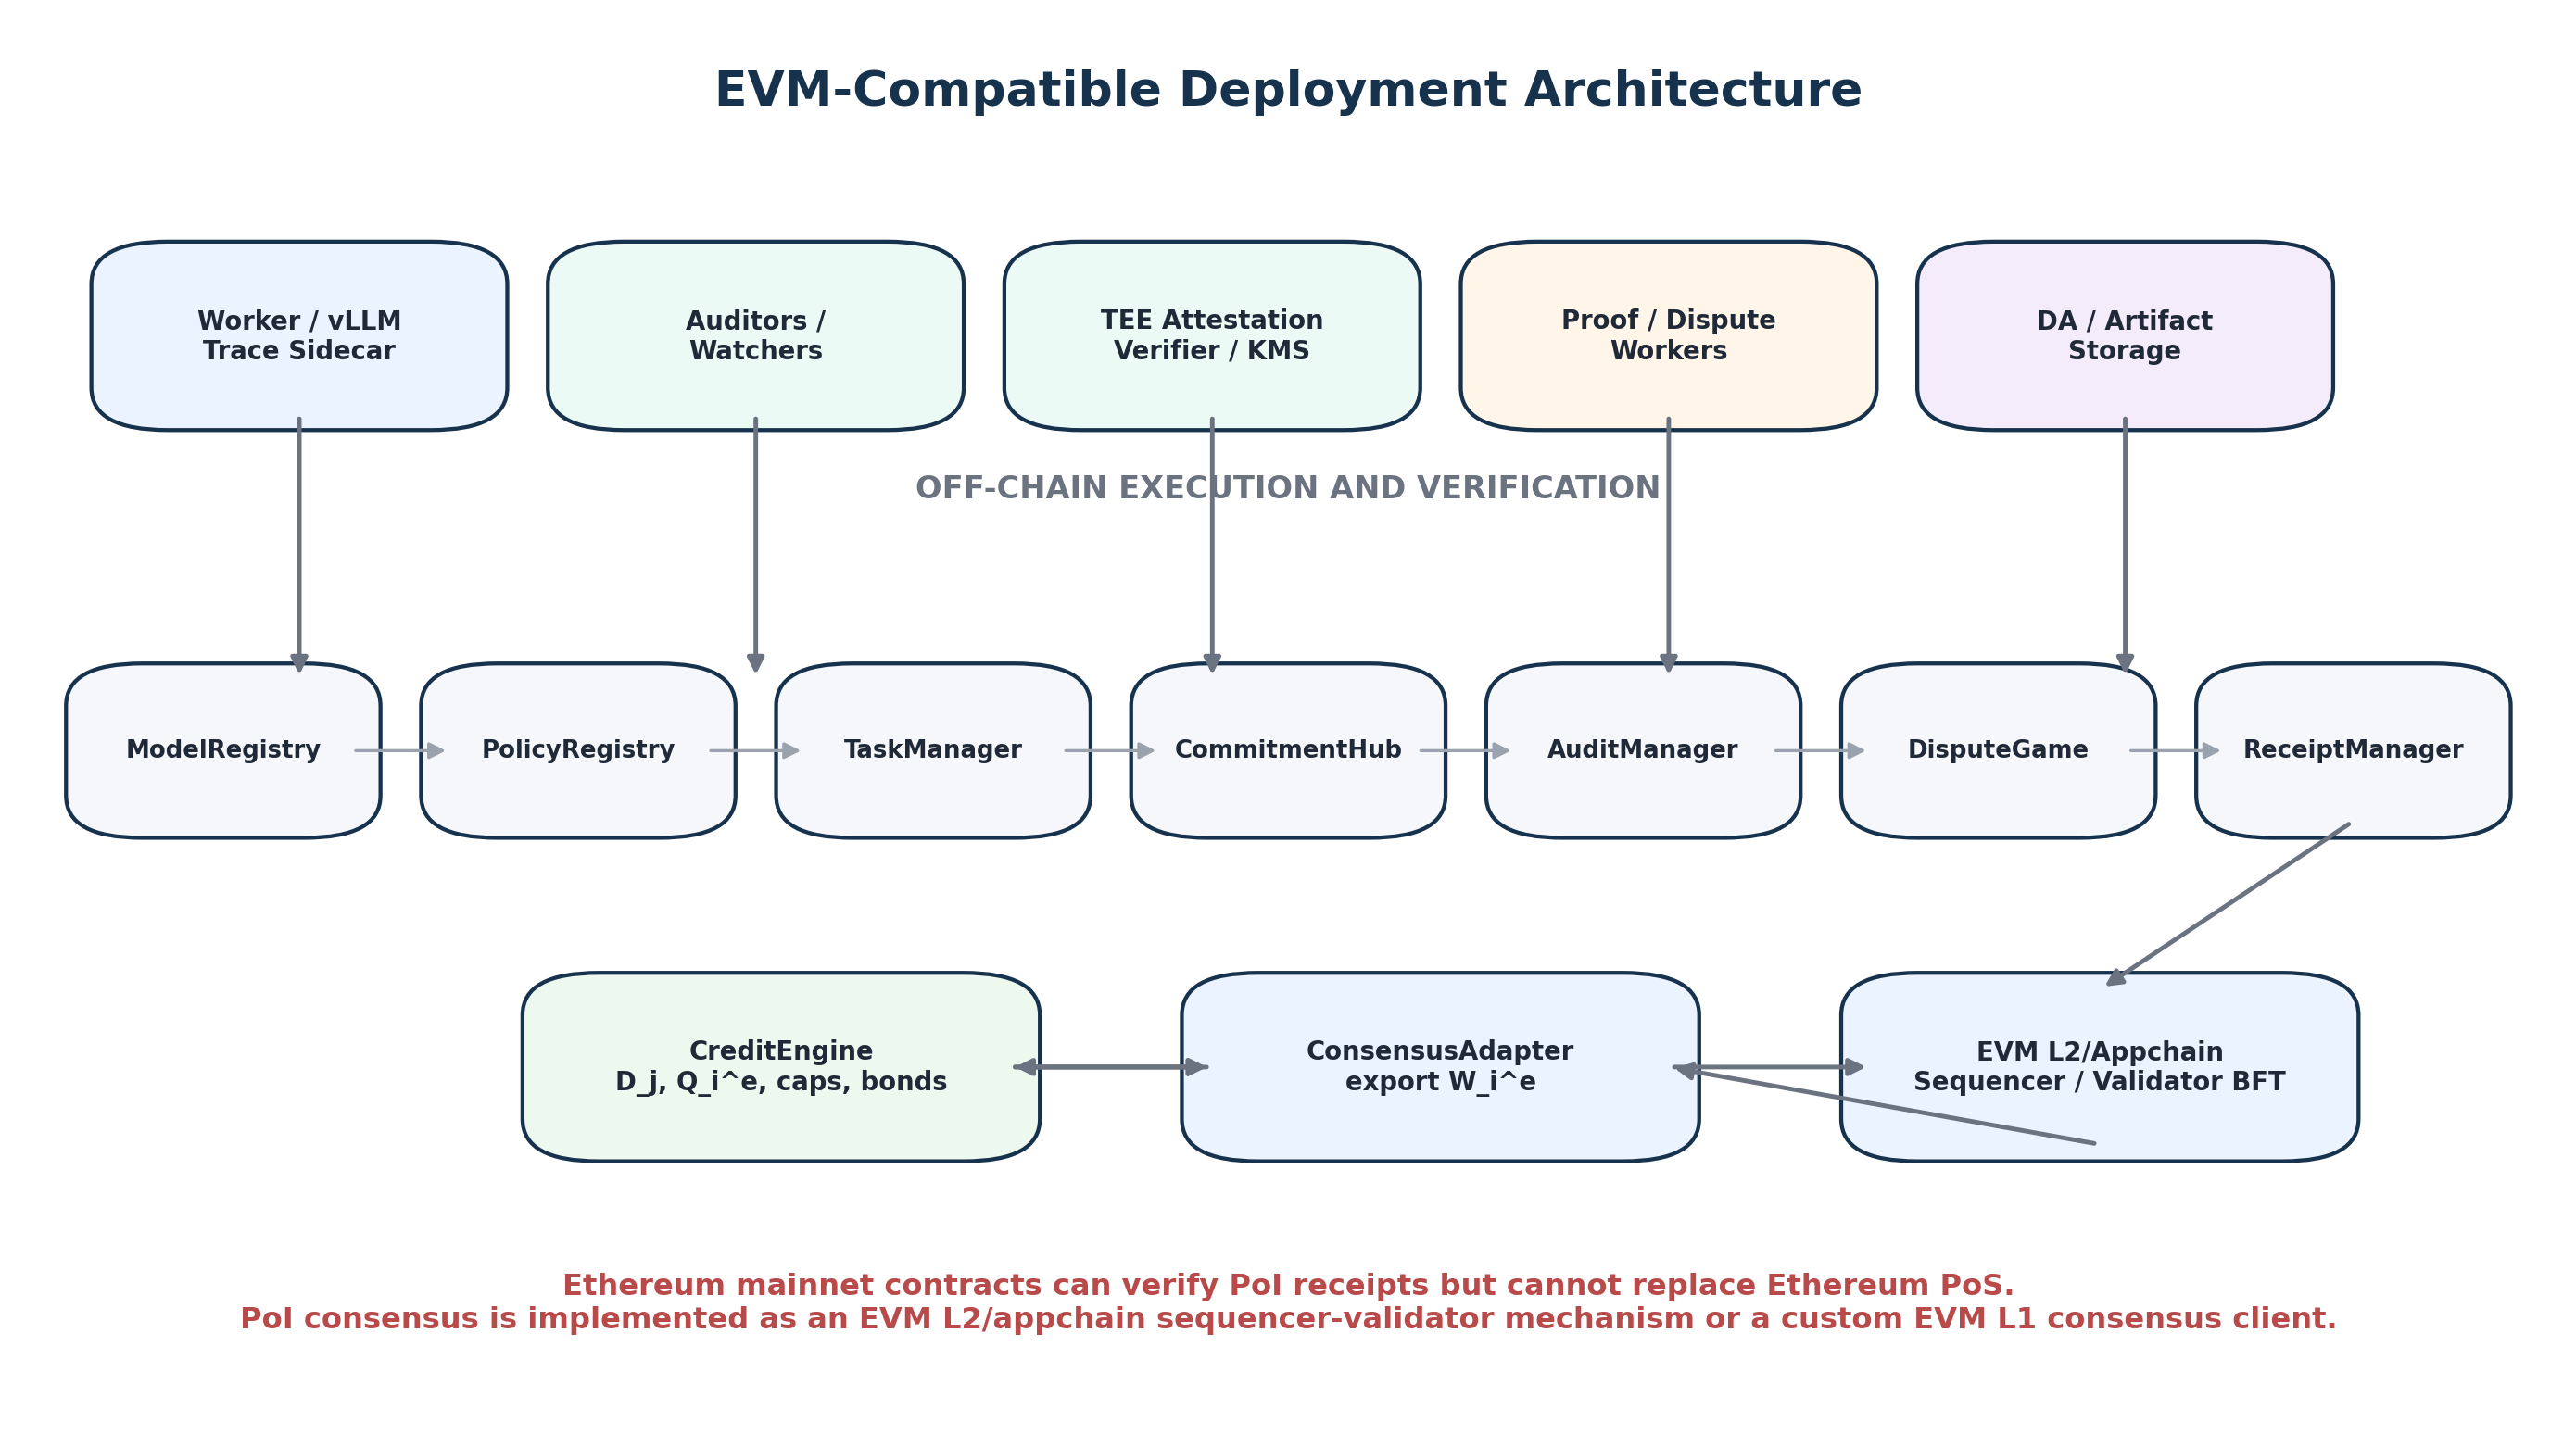 EVM-Compatible Deployment Architecture
Worker / vLLM
Trace Sidecar
Auditors /
Watchers
TEE Attestation
Verifier / KMS
Proof / Dispute
Workers
DA / Artifact
Storage
OFF-CHAIN EXECUTION AND VERIFICATION
ModelRegistry
PolicyRegistry
TaskManager
CommitmentHub
AuditManager
DisputeGame
ReceiptManager
CreditEngine
D_j, Q_i^e, caps, bonds
ConsensusAdapter
export W_i^e
EVM L2/Appchain
Sequencer / Validator BFT
Ethereum mainnet contracts can verify PoI receipts but cannot replace Ethereum PoS.
PoI consensus is implemented as an EVM L2/appchain sequencer-validator mechanism or a custom EVM L1 consensus client.